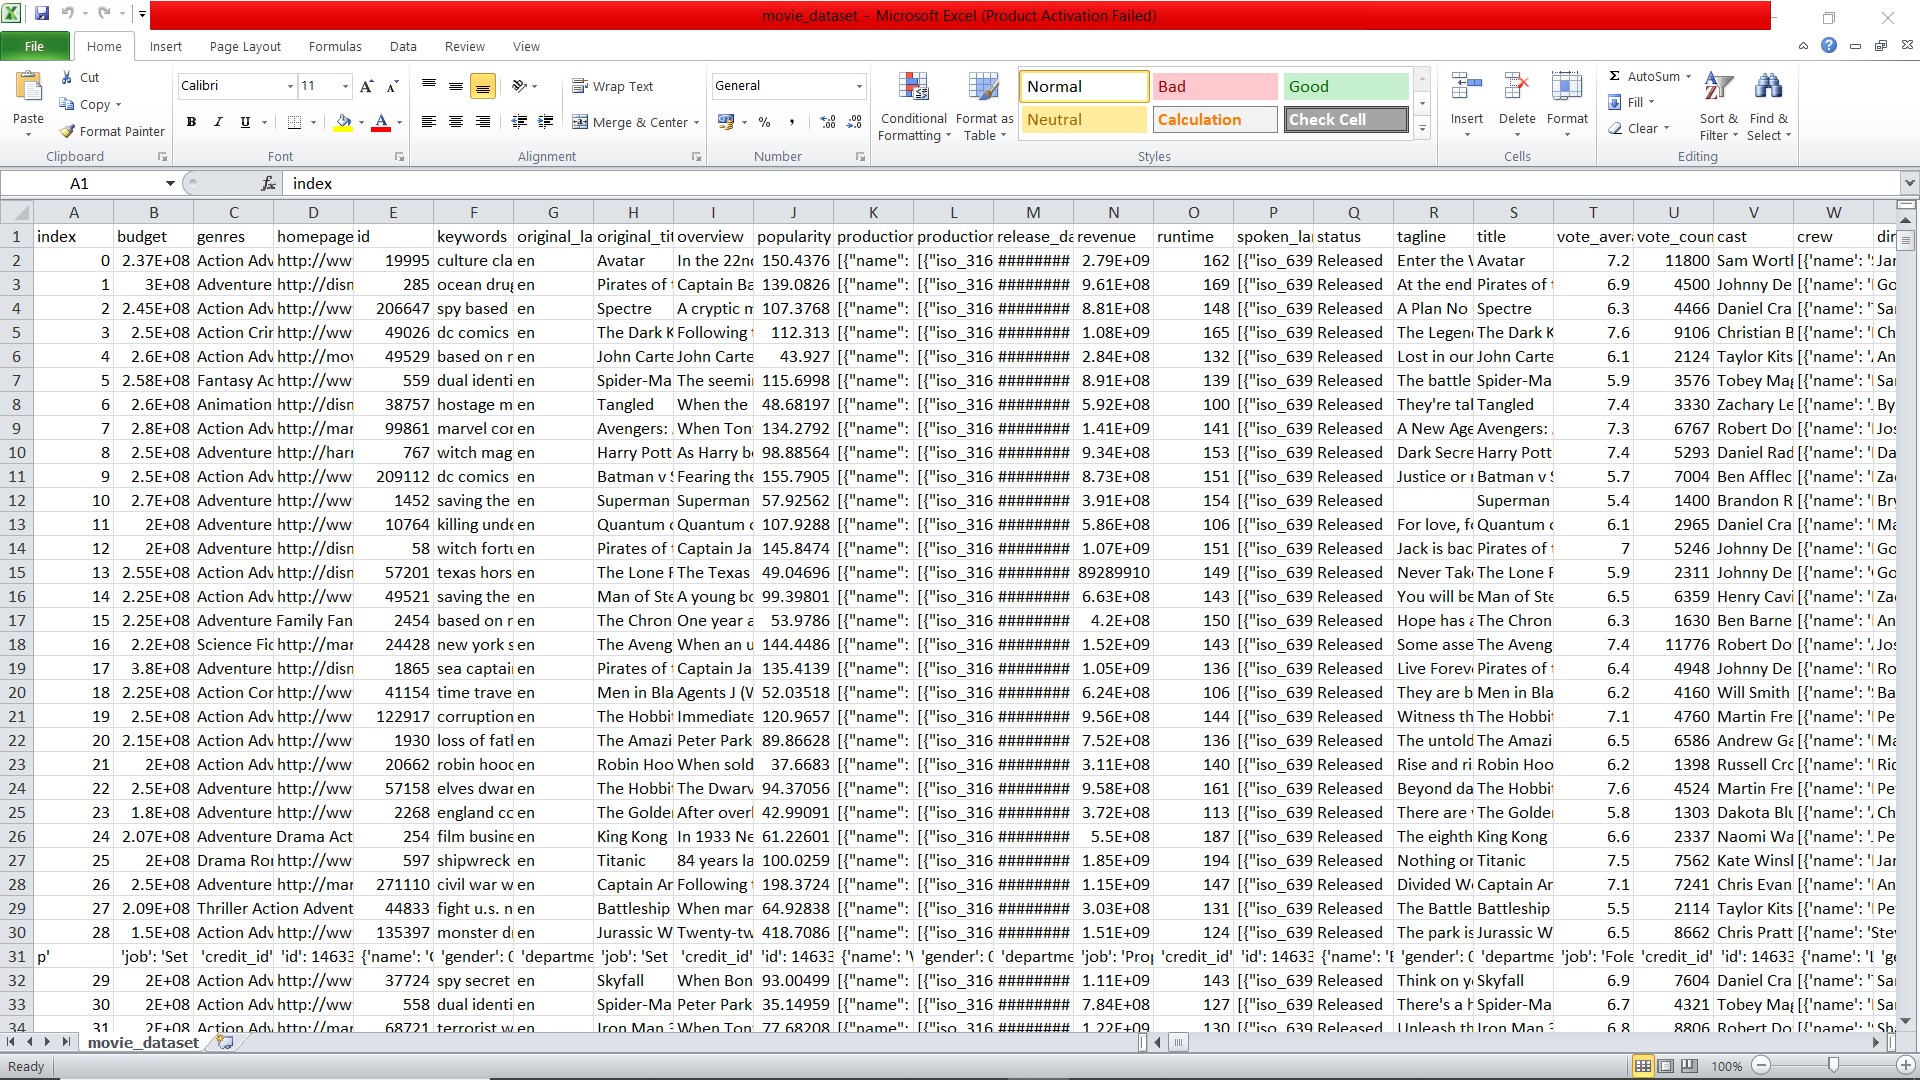 movie_dataset - Microsoft Excel (Product Activation Failed)
File Home Insert Page Layout Formulas Data Review View
Paste Cut Copy Format Painter Clipboard
Calibri 11 B I U Font
Wrap Text Merge & Center Alignment
General % , Number
Conditional Formatting Format as Table
Normal Bad Good
Neutral Calculation Check Cell
Styles
Insert Delete Format Cells
Σ AutoSum Fill Clear Sort & Filter Find & Select Editing
A1 fx index
A B C D E F G H I J K L M N O P Q R S T U V W
1 index budget genres homepage id keywords original_la original_tit overview popularity production production release_da revenue runtime spoken_lan status tagline title vote_avera vote_coun cast crew dir
2 0 2.37E+08 Action Adv http://ww 19995 culture cla en Avatar In the 22nd 150.4376 [{"name": [{"iso_316 ######## 2.79E+09 162 [{"iso_639 Released Enter the W Avatar 7.2 11800 Sam Worth [{'name': 'S Jan
3 1 3E+08 Adventure http://disn 285 ocean drug en Pirates of t Captain Ba 139.0826 [{"name": [{"iso_316 ######## 9.61E+08 169 [{"iso_639 Released At the end Pirates of t 6.9 4500 Johnny De [{'name': ' Go
4 2 2.45E+08 Action Adv http://ww 206647 spy based en Spectre A cryptic m 107.3768 [{"name": [{"iso_316 ######## 8.81E+08 148 [{"iso_639 Released A Plan No Spectre 6.3 4466 Daniel Cra [{'name': ' Sar
5 3 2.5E+08 Action Crin http://ww 49026 dc comics en The Dark K Following 112.313 [{"name": [{"iso_316 ######## 1.08E+09 165 [{"iso_639 Released The Legen The Dark K 7.6 9106 Christian B [{'name': ' Ch
6 4 2.6E+08 Action Adv http://mov 49529 based on n en John Carte John Carte 43.927 [{"name": [{"iso_316 ######## 2.84E+08 132 [{"iso_639 Released Lost in our John Carte 6.1 2124 Taylor Kits [{'name': ' An
7 5 2.58E+08 Fantasy Ac http://ww 559 dual identi en Spider-Ma The seemi 115.6998 [{"name": [{"iso_316 ######## 8.91E+08 139 [{"iso_639 Released The battle Spider-Ma 5.9 3576 Tobey Mag [{'name': ' Sar
8 6 2.6E+08 Animation http://disn 38757 hostage m en Tangled When the 48.68197 [{"name": [{"iso_316 ######## 5.92E+08 100 [{"iso_639 Released They're tal Tangled 7.4 3330 Zachary Le [{'name': ' By
9 7 2.8E+08 Action Adv http://mar 99861 marvel cor en Avengers: When Ton 134.2792 [{"name": [{"iso_316 ######## 1.41E+09 141 [{"iso_639 Released A New Age Avengers: 7.3 6767 Robert Do [{'name': ' Jos
10 8 2.5E+08 Adventure http://harr 767 witch mag en Harry Pott As Harry b 98.88564 [{"name": [{"iso_316 ######## 9.34E+08 153 [{"iso_639 Released Dark Secre Harry Pott 7.4 5293 Daniel Rad [{'name': ' Da
11 9 2.5E+08 Action Adv http://ww 209112 dc comics en Batman v S Fearing the 155.7905 [{"name": [{"iso_316 ######## 8.73E+08 151 [{"iso_639 Released Justice or r Batman v S 5.7 7004 Ben Afflec [{'name': ' Zac
12 10 2.7E+08 Adventure http://ww 1452 saving the en Superman Superman 57.92562 [{"name": [{"iso_316 ######## 3.91E+08 154 [{"iso_639 Released Superman 5.4 1400 Brandon R [{'name': ' Bry
13 11 2E+08 Adventure http://ww 10764 killing unde en Quantum c Quantum c 107.9288 [{"name": [{"iso_316 ######## 5.86E+08 106 [{"iso_639 Released For love, fo Quantum c 6.1 2965 Daniel Cra [{'name': ' Ma
14 12 2E+08 Adventure http://disn 58 witch fortu en Pirates of t Captain Ja 145.8474 [{"name": [{"iso_316 ######## 1.07E+09 151 [{"iso_639 Released Jack is bac Pirates of t 7 5246 Johnny De [{'name': ' Go
15 13 2.55E+08 Action Adv http://disn 57201 texas hors en The Lone R The Texas 49.04696 [{"name": [{"iso_316 ######## 89289910 149 [{"iso_639 Released Never Take The Lone R 5.9 2311 Johnny De [{'name': ' Go
16 14 2.25E+08 Action Adv http://ww 49521 saving the en Man of Ste A young bo 99.39801 [{"name": [{"iso_316 ######## 6.63E+08 143 [{"iso_639 Released You will be Man of Ste 6.5 6359 Henry Cavi [{'name': ' Zac
17 15 2.25E+08 Adventure Family Fan 2454 based on n en The Chron One year a 53.9786 [{"name": [{"iso_316 ######## 4.2E+08 150 [{"iso_639 Released Hope has a The Chron 6.3 1630 Ben Barne [{'name': ' An
18 16 2.2E+08 Science Fic http://mar 24428 new york s en The Aveng When an u 144.4486 [{"name": [{"iso_316 ######## 1.52E+09 143 [{"iso_639 Released Some asse The Aveng 7.4 11776 Robert Do [{'name': ' Jos
19 17 3.8E+08 Adventure http://disn 1865 sea captai en Pirates of t Captain Ja 135.4139 [{"name": [{"iso_316 ######## 1.05E+09 136 [{"iso_639 Released Live Forev Pirates of t 6.4 4948 Johnny De [{'name': ' Ro
20 18 2.25E+08 Action Con http://ww 41154 time trave en Men in Bla Agents J (W 52.03518 [{"name": [{"iso_316 ######## 6.24E+08 106 [{"iso_639 Released They are b Men in Bla 6.2 4160 Will Smith [{'name': ' Ba
21 19 2.5E+08 Action Adv http://ww 122917 corruption en The Hobbi Immediate 120.9657 [{"name": [{"iso_316 ######## 9.56E+08 144 [{"iso_639 Released Witness th The Hobbi 7.1 4760 Martin Fre [{'name': ' Pe
22 20 2.15E+08 Action Adv http://ww 1930 loss of fatl en The Amazi Peter Park 89.86628 [{"name": [{"iso_316 ######## 7.52E+08 136 [{"iso_639 Released The untold The Amazi 6.5 6586 Andrew Ga [{'name': ' Ma
23 21 2E+08 Action Adv http://ww 20662 robin hood en Robin Hoo When sold 37.6683 [{"name": [{"iso_316 ######## 3.11E+08 140 [{"iso_639 Released Rise and ri Robin Hoo 6.2 1398 Russell Cro [{'name': ' Rid
24 22 2.5E+08 Adventure http://ww 57158 elves dwar en The Hobbi The Dwarv 94.37056 [{"name": [{"iso_316 ######## 9.58E+08 161 [{"iso_639 Released Beyond da The Hobbi 7.6 4524 Martin Fre [{'name': ' Pe
25 23 1.8E+08 Adventure http://ww 2268 england co en The Golde After overl 42.99091 [{"name": [{"iso_316 ######## 3.72E+08 113 [{"iso_639 Released There are The Golde 5.8 1303 Dakota Blu [{'name': ' Ch
26 24 2.07E+08 Adventure Drama Act 254 film busine en King Kong In 1933 Ne 61.22601 [{"name": [{"iso_316 ######## 5.5E+08 187 [{"iso_639 Released The eighth King Kong 6.6 2337 Naomi Wa [{'name': ' Pe
27 25 2E+08 Drama Ror http://ww 597 shipwreck en Titanic 84 years la 100.0259 [{"name": [{"iso_316 ######## 1.85E+09 194 [{"iso_639 Released Nothing or Titanic 7.5 7562 Kate Winsl [{'name': ' Jar
28 26 2.5E+08 Adventure http://mar 271110 civil war w en Captain Ar Following 198.3724 [{"name": [{"iso_316 ######## 1.15E+09 147 [{"iso_639 Released Divided We Captain Ar 7.1 7241 Chris Evan [{'name': ' An
29 27 2.09E+08 Thriller Action Advent 44833 fight u.s. n en Battleship When mar 64.92838 [{"name": [{"iso_316 ######## 3.03E+08 131 [{"iso_639 Released The Battle Battleship 5.5 2114 Taylor Kits [{'name': ' Pe
30 28 1.5E+08 Action Adv http://ww 135397 monster dr en Jurassic W Twenty-tw 418.7086 [{"name": [{"iso_316 ######## 1.51E+09 124 [{"iso_639 Released The park is Jurassic W 6.5 8662 Chris Pratt [{'name': 'Steve
31 p' 'job': 'Set 'credit_id' 'id': 14633 {'name': 'C 'gender': 0 'departme 'job': 'Set 'credit_id' 'id': 14633 {'name': 'W 'gender': 0 'departme 'job': 'Prop 'credit_id' 'id': 14633 {'name': 'E 'gender': 0 'departme 'job': 'Fole 'credit_id' 'id': 14633 {'name': 'L 'ge
32 29 2E+08 Action Adv http://ww 37724 spy secret en Skyfall When Bon 93.00499 [{"name": [{"iso_316 ######## 1.11E+09 143 [{"iso_639 Released Think on yo Skyfall 6.9 7604 Daniel Cra [{'name': ' Sar
33 30 2E+08 Action Adv http://ww 558 dual identi en Spider-Ma Peter Park 35.14959 [{"name": [{"iso_316 ######## 7.84E+08 127 [{"iso_639 Released There's a h Spider-Ma 6.7 4321 Tobey Mag [{'name': ' Sar
34 31 2E+08 Action Adv http://mar 68721 terrorist w en Iron Man 3 When Ton 77.68208 [{"name": [{"iso_316 ######## 1.22E+09 130 [{"iso_639 Released Unleash th Iron Man 3 6.8 8806 Robert Do [{'name': ' Sha
movie_dataset
Ready 100%